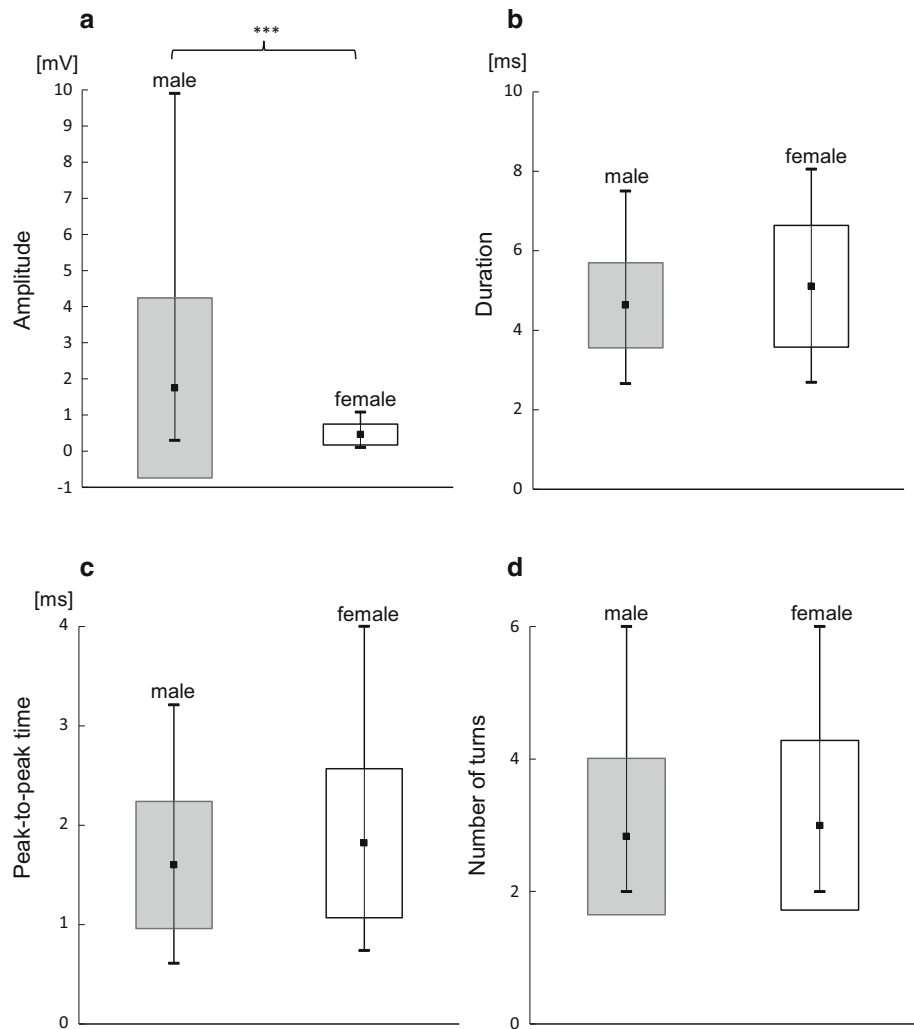 a
***
[mV]
male
10
9
8
7
6
5
4
3
2
1
0
-1
Amplitude
female
b
[ms]
10
8
6
4
2
0
Duration
male
female
c
[ms]
4
3
2
1
0
Peak-to-peak time
male
female
d
6
4
2
0
Number of turns
male
female